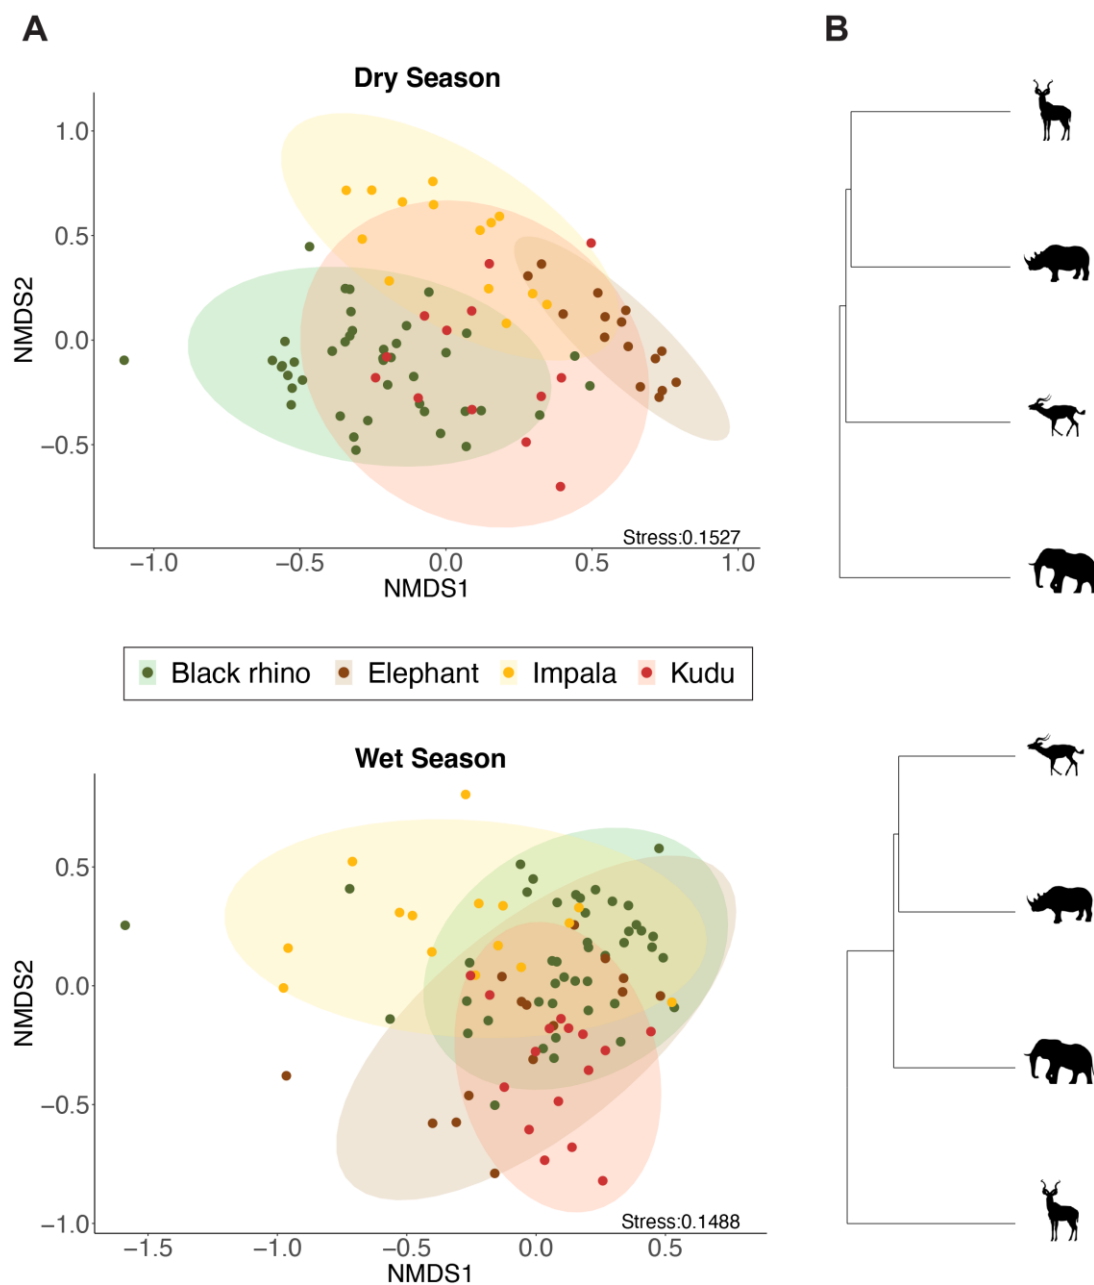 A
B
Dry Season
1.0
0.5
0.0
−0.5
NMDS2
Stress:0.1527
−1.0 −0.5 0.0 0.5 1.0
NMDS1
Black rhino Elephant Impala Kudu
Wet Season
0.5
0.0
−0.5
−1.0
NMDS2
Stress:0.1488
−1.5 −1.0 −0.5 0.0 0.5
NMDS1